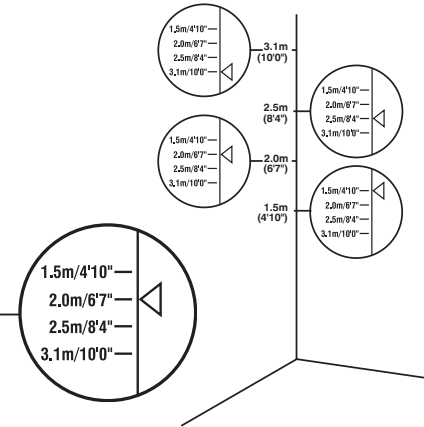 1.5m/4'10"
2.0m/6'7"
2.5m/8'4"
3.1m/10'0"
3.1m
(10'0")
1.5m/4'10"
2.0m/6'7"
2.5m/8'4"
3.1m/10'0"
2.5m
(8'4")
1.5m/4'10"
2.0m/6'7"
2.5m/8'4"
3.1m/10'0"
2.0m
(6'7")
1.5m/4'10"
2.0m/6'7"
2.5m/8'4"
3.1m/10'0"
1.5m
(4'10")
1.5m/4'10"
2.0m/6'7"
2.5m/8'4"
3.1m/10'0"